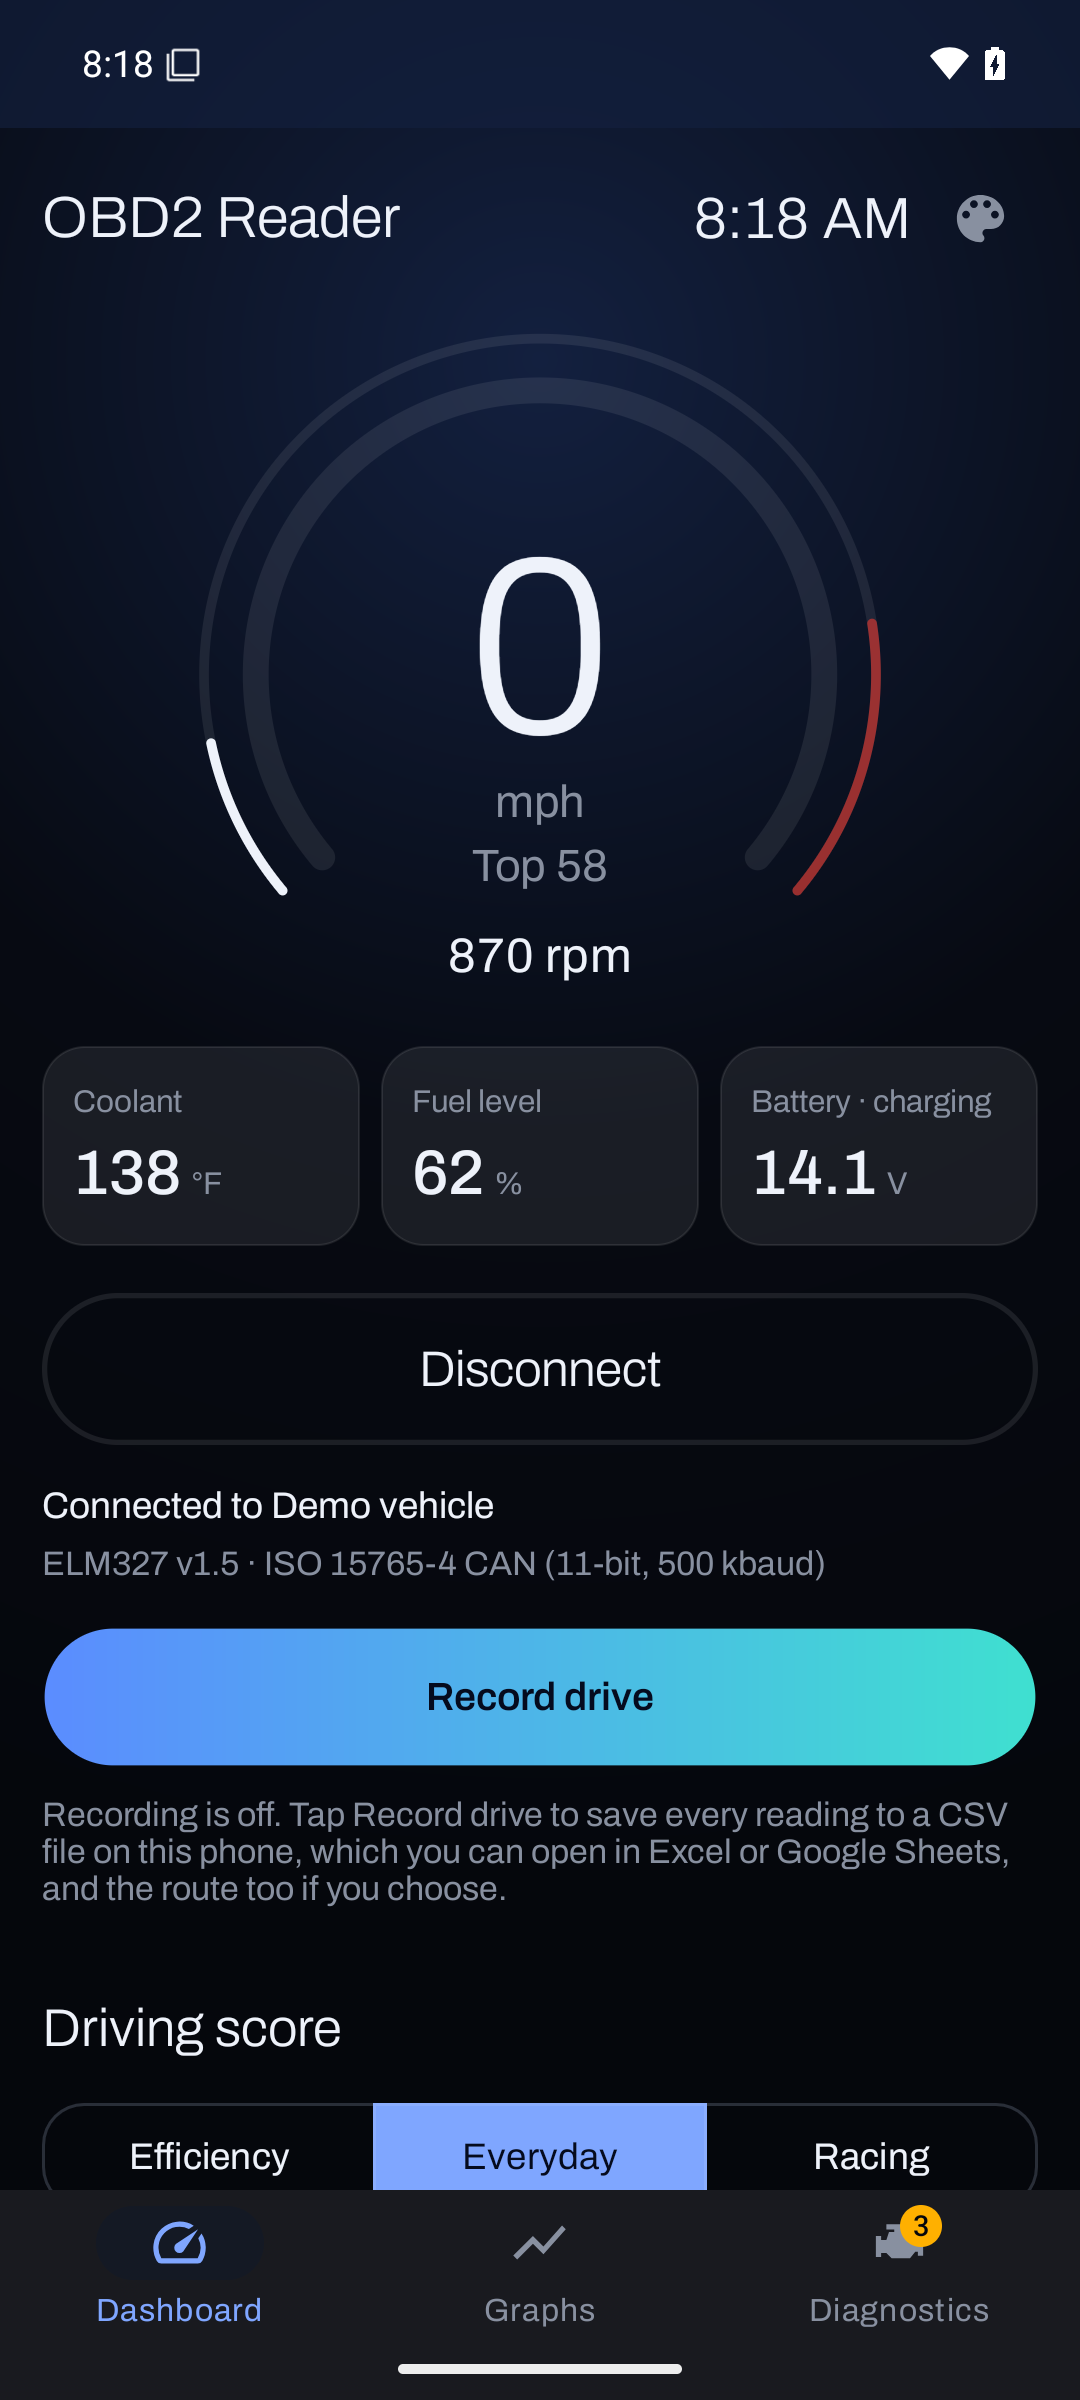 8:18
OBD2 Reader
8:18 AM
0
mph
Top 58
870 rpm
Coolant
138 °F
Fuel level
62 %
Battery · charging
14.1 V
Disconnect
Connected to Demo vehicle
ELM327 v1.5 · ISO 15765-4 CAN (11-bit, 500 kbaud)
Record drive
Recording is off. Tap Record drive to save every reading to a CSV
file on this phone, which you can open in Excel or Google Sheets,
and the route too if you choose.
Driving score
Efficiency
Everyday
Racing
3
Dashboard
Graphs
Diagnostics